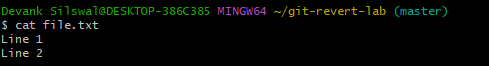 Devank Silswal@DESKTOP-386C385 MINGW64 ~/git-revert-lab (master)
$ cat file.txt
Line 1
Line 2